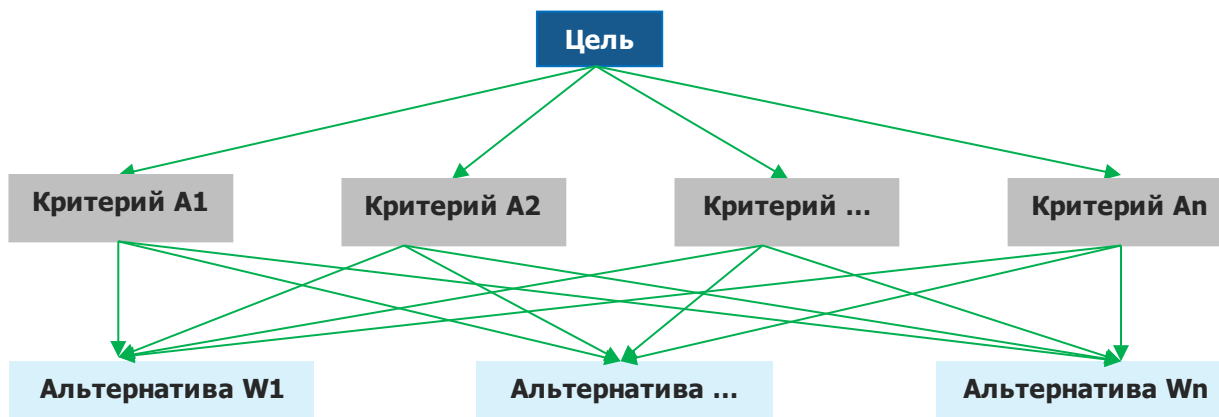 Цель
Критерий А1
Критерий А2
Критерий ...
Критерий Аn
Альтернатива W1
Альтернатива ...
Альтернатива Wn